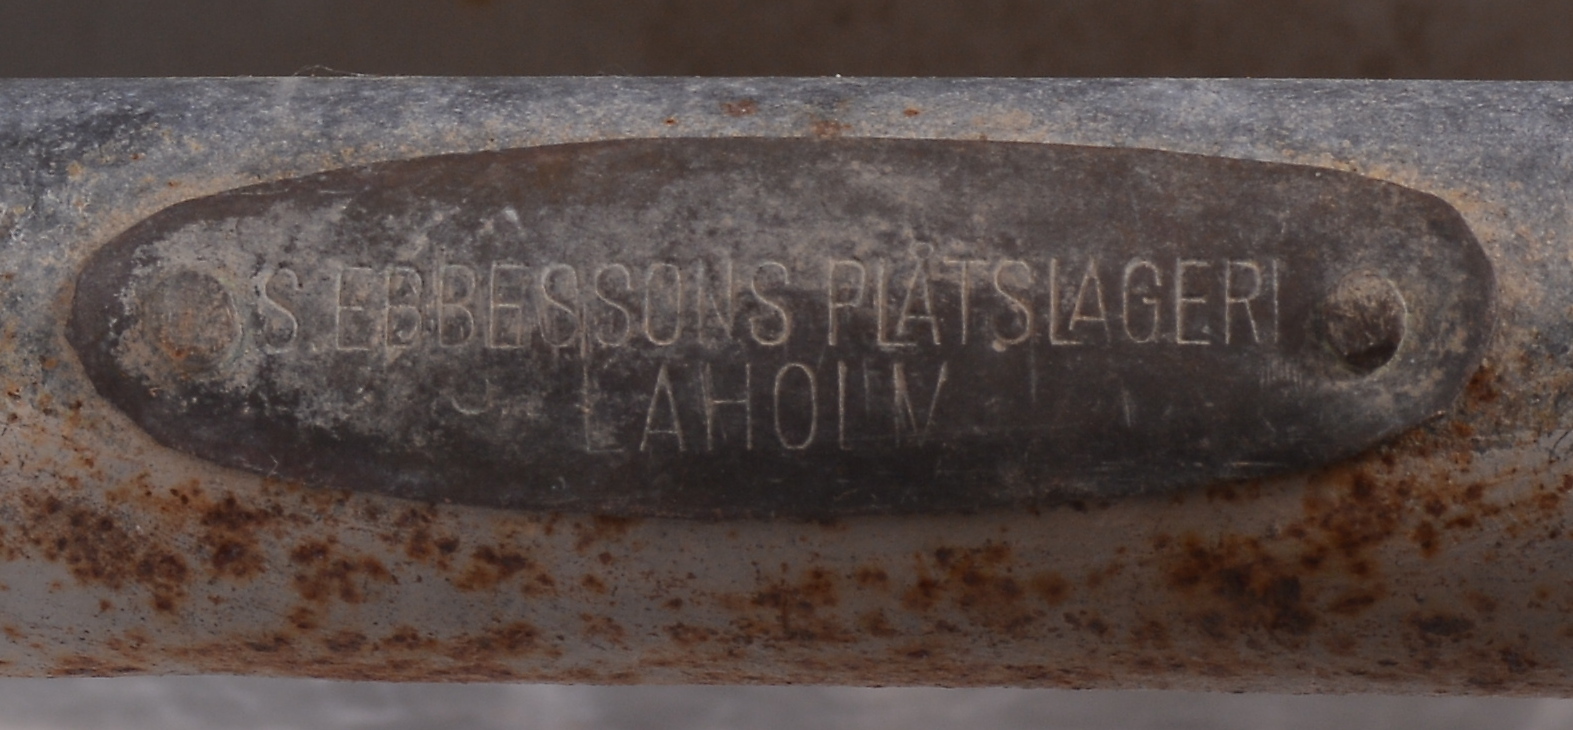 S. EBBESSONS PLÅTSLAGERI
LAHOLM